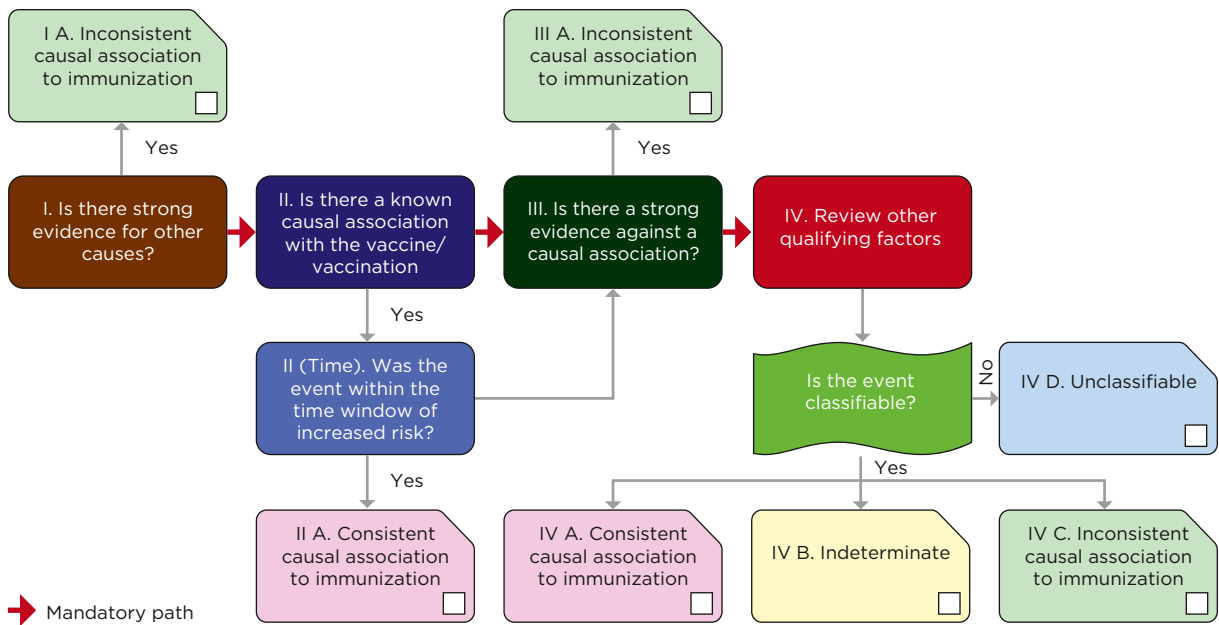 I A. Inconsistent
causal association
to immunization
III A. Inconsistent
causal association
to immunization
Yes
Yes
I. Is there strong
evidence for other
causes?
II. Is there a known
causal association
with the vaccine/
vaccination
III. Is there a strong
evidence against a
causal association?
IV. Review other
qualifying factors
Yes
II (Time). Was the
event within the
time window of
increased risk?
Is the event
classifiable?
No
IV D. Unclassifiable
Yes
Yes
II A. Consistent
causal association
to immunization
IV A. Consistent
causal association
to immunization
IV B. Indeterminate
IV C. Inconsistent
causal association
to immunization
Mandatory path